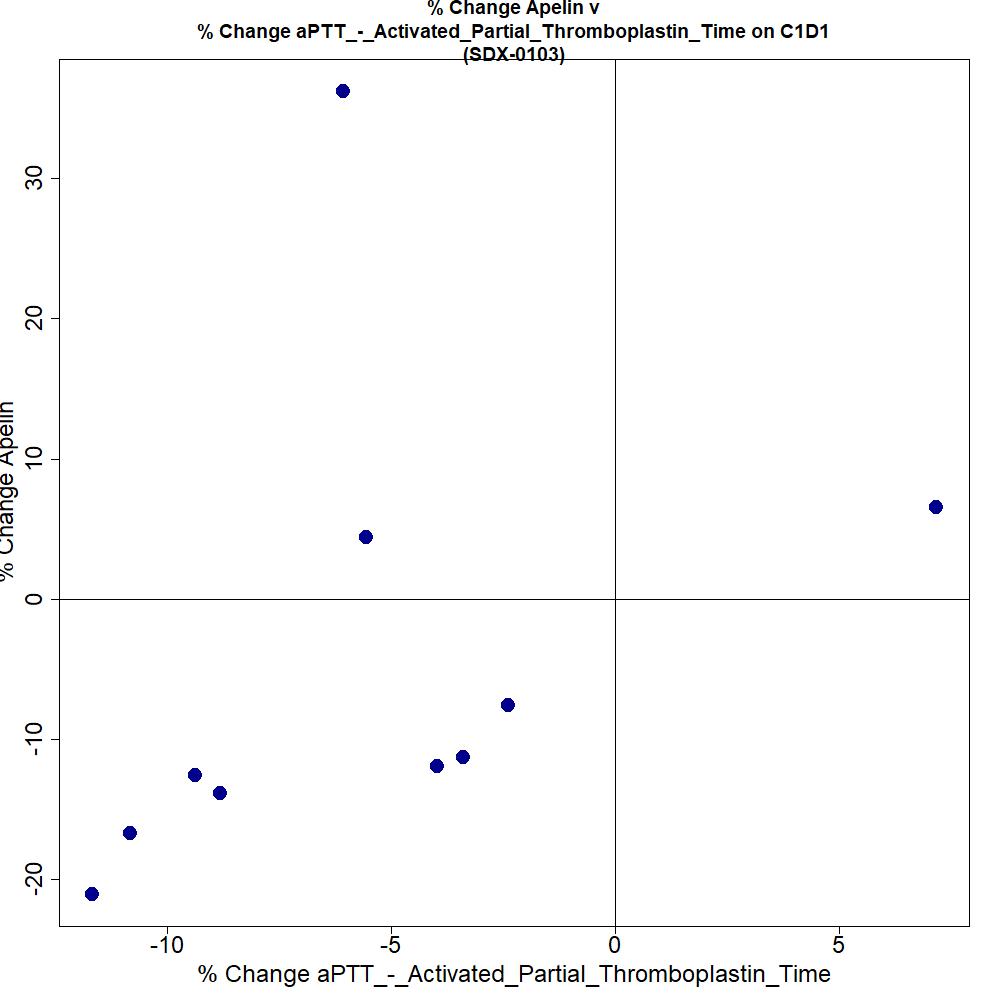 % Change Apelin v
% Change aPTT_-_Activated_Partial_Thromboplastin_Time on C1D1
(SDX-0103)
% Change Apelin
30
20
10
0
-10
-20
-10
-5
0
5
% Change aPTT_-_Activated_Partial_Thromboplastin_Time